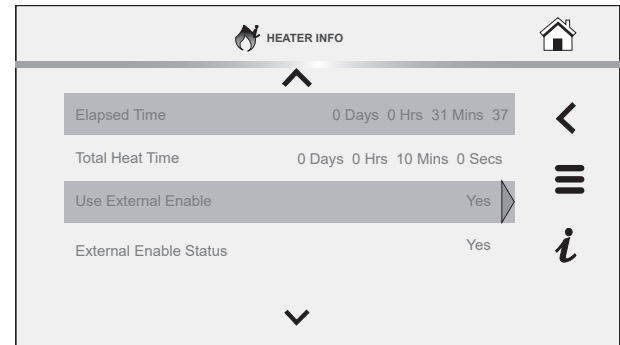 HEATER INFO
Elapsed Time 0 Days 0 Hrs 31 Mins 37
Total Heat Time 0 Days 0 Hrs 10 Mins 0 Secs
Use External Enable Yes
External Enable Status Yes
i